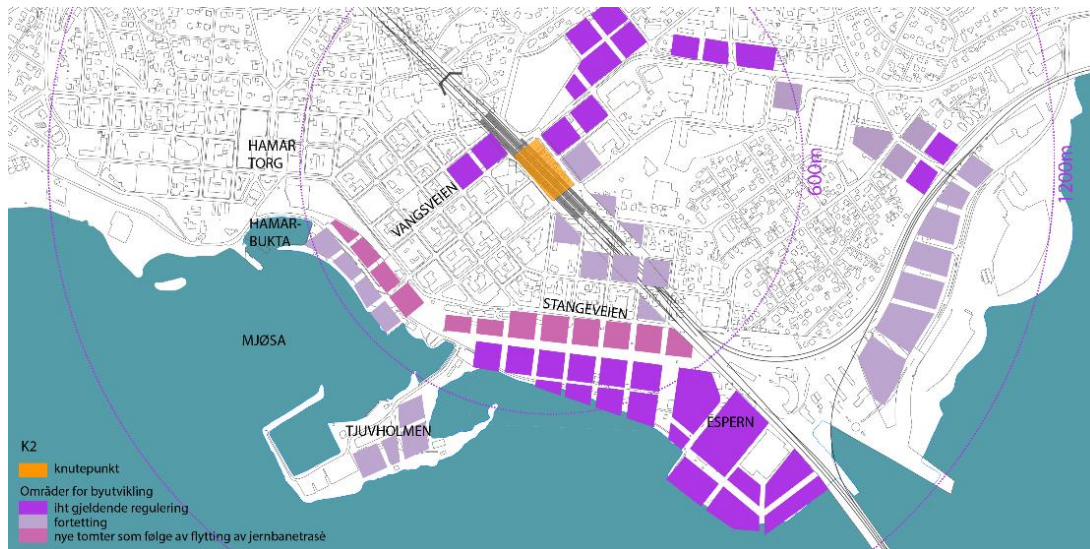 HAMAR
TORG
VANGSVEIEN
600m
1200m
HAMAR-
BUKTA
STANGEVEIEN
MJØSA
TJUVHOLMEN
ESPERN
K2
knutepunkt
Områder for byutvikling
iht gjeldende regulering
fortetting
nye tomter som følge av flytting av jernbanetrasè